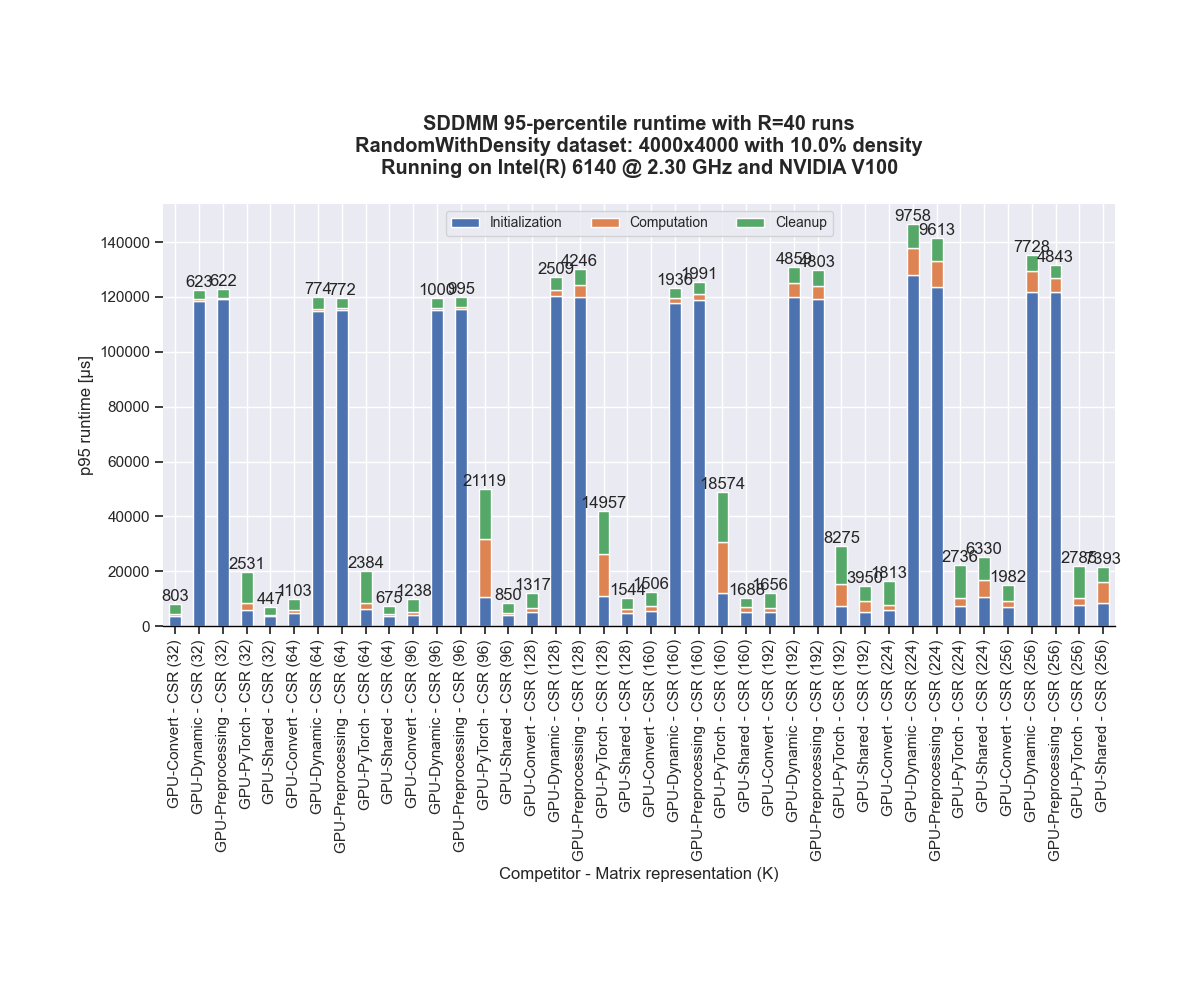 SDDMM 95-percentile runtime with R=40 runs
RandomWithDensity dataset: 4000x4000 with 10.0% density
Running on Intel(R) 6140 @ 2.30 GHz and NVIDIA V100
Initialization Computation Cleanup
p95 runtime [µs]
140000
120000
100000
80000
60000
40000
20000
0
803
623
622
2531
447
1103
774
772
2384
675
1238
1000
995
21119
850
1317
2509
4246
14957
1544
1506
1936
1991
18574
1688
1656
4859
4803
8275
3950
1813
9758
9613
2736
6330
1982
7728
4843
2785
7393
GPU-Convert - CSR (32)
GPU-Dynamic - CSR (32)
GPU-Preprocessing - CSR (32)
GPU-PyTorch - CSR (32)
GPU-Shared - CSR (32)
GPU-Convert - CSR (64)
GPU-Dynamic - CSR (64)
GPU-Preprocessing - CSR (64)
GPU-PyTorch - CSR (64)
GPU-Shared - CSR (64)
GPU-Convert - CSR (96)
GPU-Dynamic - CSR (96)
GPU-Preprocessing - CSR (96)
GPU-PyTorch - CSR (96)
GPU-Shared - CSR (96)
GPU-Convert - CSR (128)
GPU-Dynamic - CSR (128)
GPU-Preprocessing - CSR (128)
GPU-PyTorch - CSR (128)
GPU-Shared - CSR (128)
GPU-Convert - CSR (160)
GPU-Dynamic - CSR (160)
GPU-Preprocessing - CSR (160)
GPU-PyTorch - CSR (160)
GPU-Shared - CSR (160)
GPU-Convert - CSR (192)
GPU-Dynamic - CSR (192)
GPU-Preprocessing - CSR (192)
GPU-PyTorch - CSR (192)
GPU-Shared - CSR (192)
GPU-Convert - CSR (224)
GPU-Dynamic - CSR (224)
GPU-Preprocessing - CSR (224)
GPU-PyTorch - CSR (224)
GPU-Shared - CSR (224)
GPU-Convert - CSR (256)
GPU-Dynamic - CSR (256)
GPU-Preprocessing - CSR (256)
GPU-PyTorch - CSR (256)
GPU-Shared - CSR (256)
Competitor - Matrix representation (K)